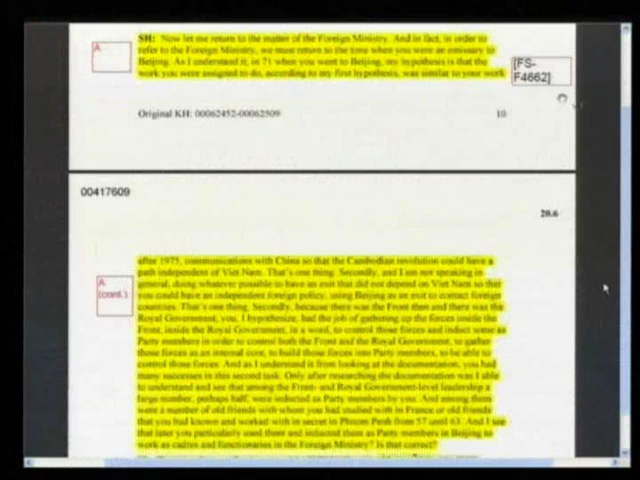 SH: Now let me return to the matter of the Foreign Ministry. And in fact, in order to
A
refer to the Foreign Ministry, we must return to the time when you were an emissary to
Beijing. As I understand it, in 71 when you went to Beijing, my hypothesis is that the
work you were assigned to do, according to my first hypothesis, was similar to your work
[FS-
F4662]
Original KH: 00062452-00062509
10
00417609
20.6
after 1975, communications with China so that the Cambodian revolution could have a
path independent of Viet Nam. That's one thing. Secondly, and I am not speaking in
A
(cont.)
general, doing whatever possible to have an exit that did not depend on Viet Nam so that
you could have an independent foreign policy, using Beijing as an exit to contact foreign
countries. That's one thing. Secondly, because there was the Front then and there was the
Royal Government, you, I hypothesize, had the job of gathering up the forces inside the
Front, inside the Royal Government, in a word, to control those forces and induct some as
Party members in order to control both the Front and the Royal Government, to gather
those forces as an internal core, to build those forces into Party members, to be able to
control those forces. And as I understand it from looking at the documentation, you had
many successes in this second task. Only after researching the documentation was I able
to understand and see that among the Front- and Royal Government-level leadership a
large number, perhaps half, were inducted as Party members by you. And among them
were a number of old friends with whom you had studied with in France or old friends
that you had known and worked with in secret in Phnom Penh from 57 until 63. And I see
that later you particularly used them and inducted them as Party members in Beijing to
work as cadres and functionaries in the Foreign Ministry? Is that correct?